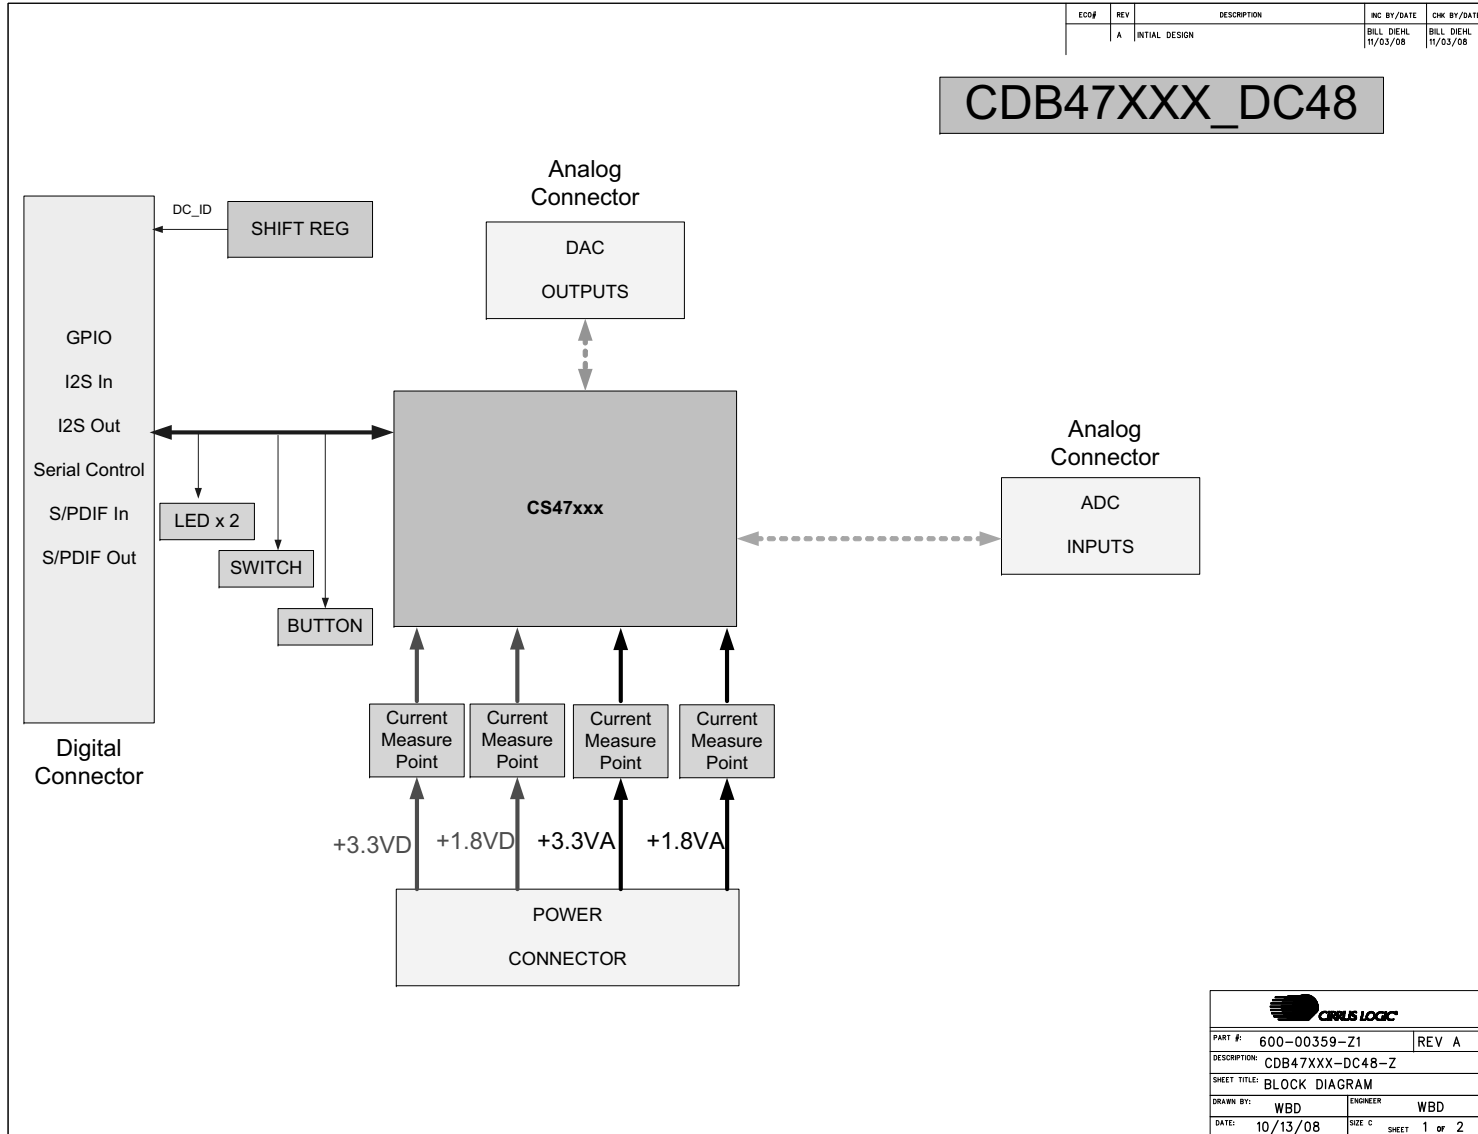 ECO# REV DESCRIPTION INC BY/DATE CHK BY/DATE
A INTIAL DESIGN BILL DIEHL 11/03/08 BILL DIEHL 11/03/08
CDB47XXX_DC48
Analog
Connector
DAC
OUTPUTS
DC_ID
SHIFT REG
GPIO
I2S In
I2S Out
Serial Control
S/PDIF In
S/PDIF Out
Digital
Connector
LED x 2
SWITCH
BUTTON
CS47xxx
Analog
Connector
ADC
INPUTS
Current
Measure
Point
Current
Measure
Point
Current
Measure
Point
Current
Measure
Point
+3.3VD
+1.8VD
+3.3VA
+1.8VA
POWER
CONNECTOR
CIRRUS LOGIC
PART #: 600-00359-Z1 REV A
DESCRIPTION: CDB47XXX-DC48-Z
SHEET TITLE: BLOCK DIAGRAM
DRAWN BY: WBD ENGINEER WBD
DATE: 10/13/08 SIZE C SHEET 1 OF 2